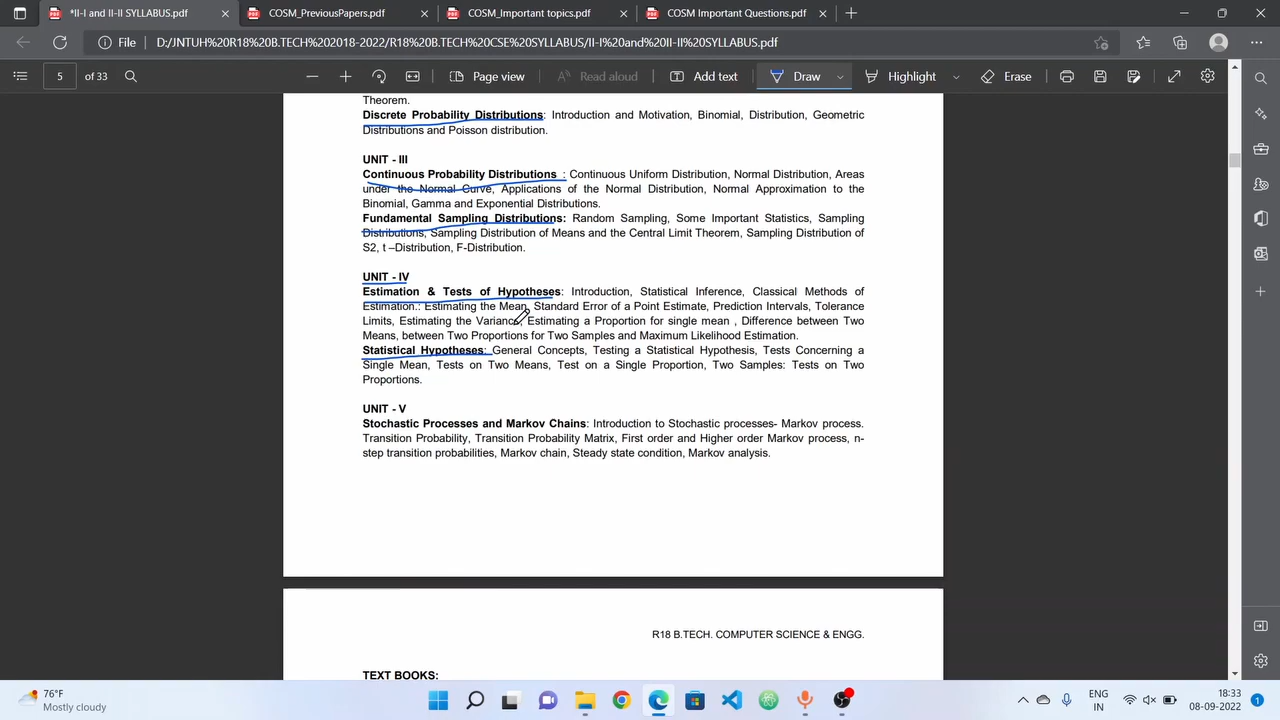 *II-I and II-II SYLLABUS.pdf
COSM_PreviousPapers.pdf
COSM_Important topics.pdf
COSM Important Questions.pdf
File
D:/JNTUH%20R18%20B.TECH%202018-2022/R18%20B.TECH%20CSE%20SYLLABUS/II-I%20and%20II-II%20SYLLABUS.pdf
5 of 33
Page view
Read aloud
Add text
Draw
Highlight
Erase
Theorem.
Discrete Probability Distributions: Introduction and Motivation, Binomial, Distribution, Geometric
Distributions and Poisson distribution.
UNIT - III
Continuous Probability Distributions : Continuous Uniform Distribution, Normal Distribution, Areas
under the Normal Curve, Applications of the Normal Distribution, Normal Approximation to the
Binomial, Gamma and Exponential Distributions.
Fundamental Sampling Distributions: Random Sampling, Some Important Statistics, Sampling
Distributions, Sampling Distribution of Means and the Central Limit Theorem, Sampling Distribution of
S2, t –Distribution, F-Distribution.
UNIT - IV
Estimation & Tests of Hypotheses: Introduction, Statistical Inference, Classical Methods of
Estimation.: Estimating the Mean, Standard Error of a Point Estimate, Prediction Intervals, Tolerance
Limits, Estimating the Variance, Estimating a Proportion for single mean , Difference between Two
Means, between Two Proportions for Two Samples and Maximum Likelihood Estimation.
Statistical Hypotheses: General Concepts, Testing a Statistical Hypothesis, Tests Concerning a
Single Mean, Tests on Two Means, Test on a Single Proportion, Two Samples: Tests on Two
Proportions.
UNIT - V
Stochastic Processes and Markov Chains: Introduction to Stochastic processes- Markov process.
Transition Probability, Transition Probability Matrix, First order and Higher order Markov process, n-
step transition probabilities, Markov chain, Steady state condition, Markov analysis.
R18 B.TECH. COMPUTER SCIENCE & ENGG.
TEXT BOOKS:
76°F
Mostly cloudy
ENG
IN
18:33
08-09-2022
1